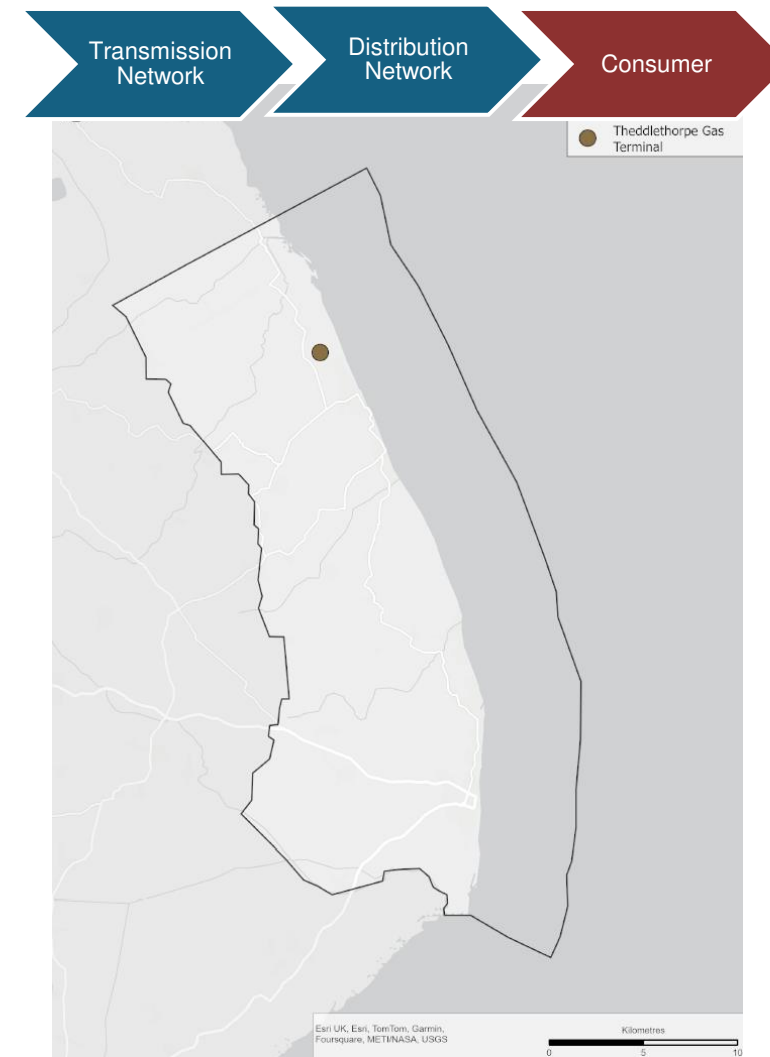 Transmission
Network
Distribution
Network
Consumer
Theddlethorpe Gas
Terminal
Esri UK, Esri, TomTom, Garmin,
Foursquare, METI/NASA, USGS
Kilometres
0 5 10